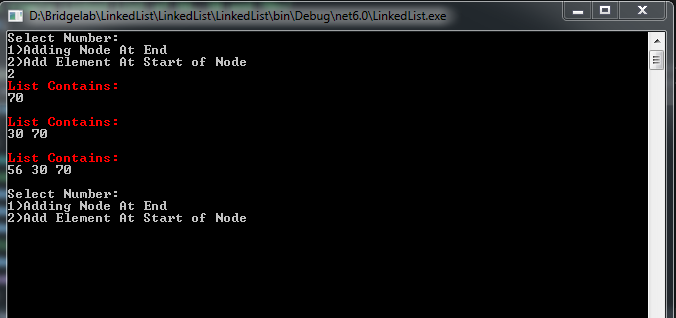 D:\Bridgelab\LinkedList\LinkedList\LinkedList\bin\Debug\net6.0\LinkedList.exe
Select Number:
1)Adding Node At End
2)Add Element At Start of Node
2
List Contains:
70
List Contains:
30 70
List Contains:
56 30 70
Select Number:
1)Adding Node At End
2)Add Element At Start of Node